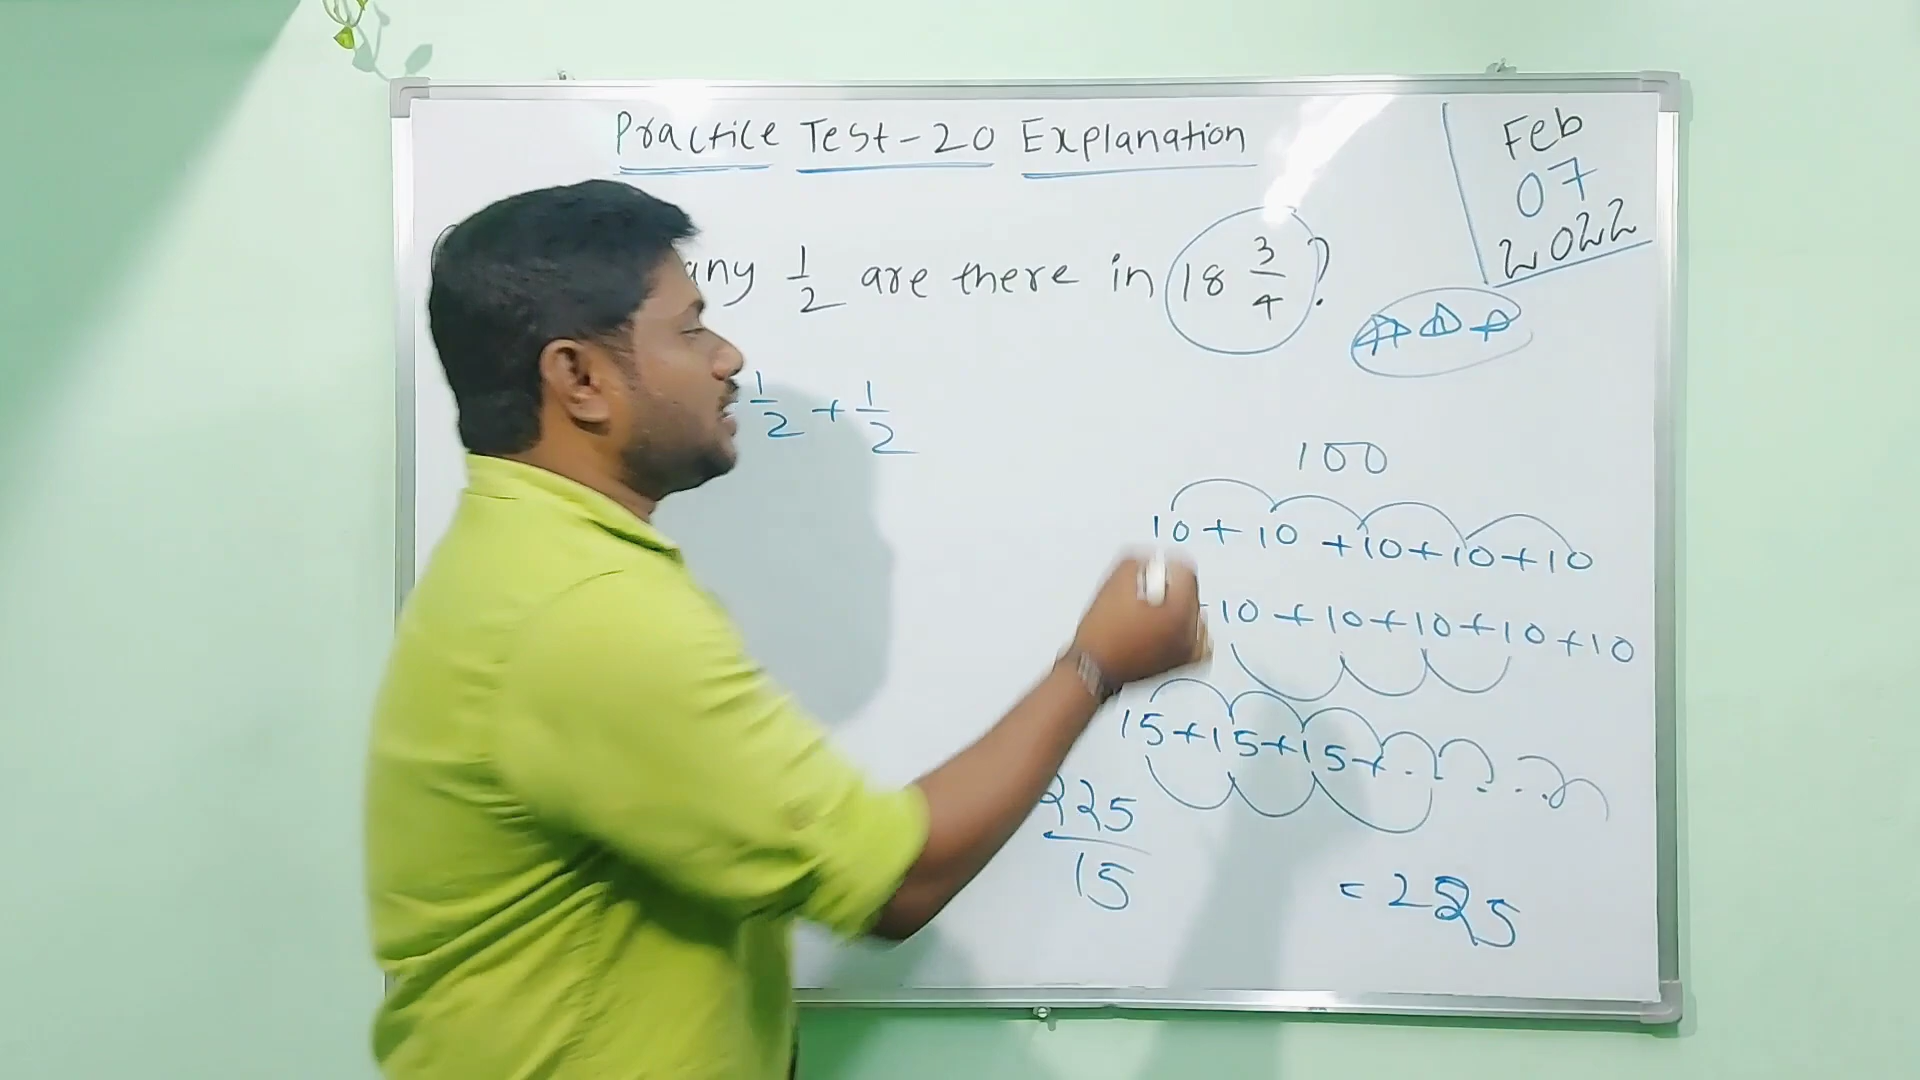 Practice Test-20 Explanation
Feb
07
2022
any 1/2 are there in 18 3/4 ?
1/2 + 1/2
100
10 + 10 + 10 + 10 + 10
10 + 10 + 10 + 10 + 10
15 + 15 + 15 + . . . .
225/15
= 225